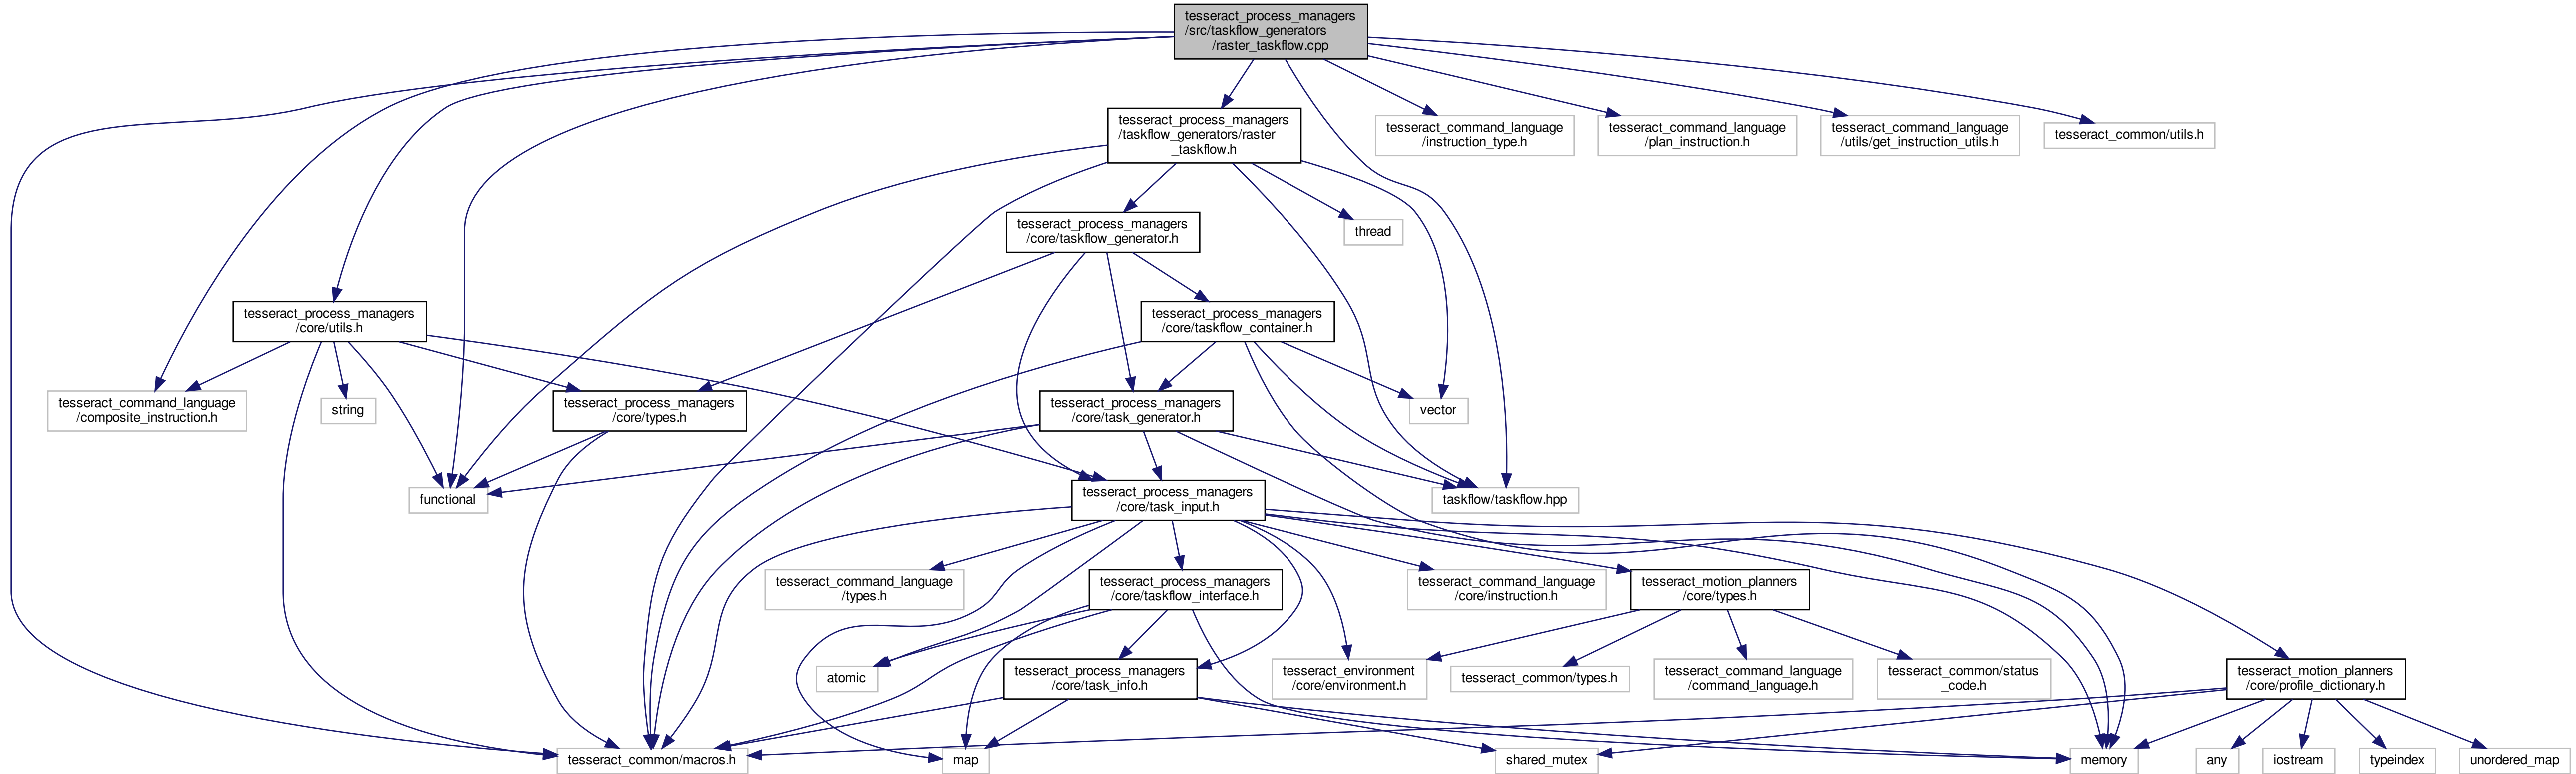 tesseract_process_managers
/src/taskflow_generators
/raster_taskflow.cpp
tesseract_process_managers
/taskflow_generators/raster
_taskflow.h
tesseract_command_language
/instruction_type.h
tesseract_command_language
/plan_instruction.h
tesseract_command_language
/utils/get_instruction_utils.h
tesseract_common/utils.h
tesseract_process_managers
/core/taskflow_generator.h
thread
tesseract_process_managers
/core/utils.h
tesseract_process_managers
/core/taskflow_container.h
tesseract_command_language
/composite_instruction.h
string
tesseract_process_managers
/core/types.h
tesseract_process_managers
/core/task_generator.h
vector
functional
tesseract_process_managers
/core/task_input.h
taskflow/taskflow.hpp
tesseract_command_language
/types.h
tesseract_process_managers
/core/taskflow_interface.h
tesseract_command_language
/core/instruction.h
tesseract_motion_planners
/core/types.h
atomic
tesseract_process_managers
/core/task_info.h
tesseract_environment
/core/environment.h
tesseract_common/types.h
tesseract_command_language
/command_language.h
tesseract_common/status
_code.h
tesseract_motion_planners
/core/profile_dictionary.h
tesseract_common/macros.h
map
shared_mutex
memory
any
iostream
typeindex
unordered_map